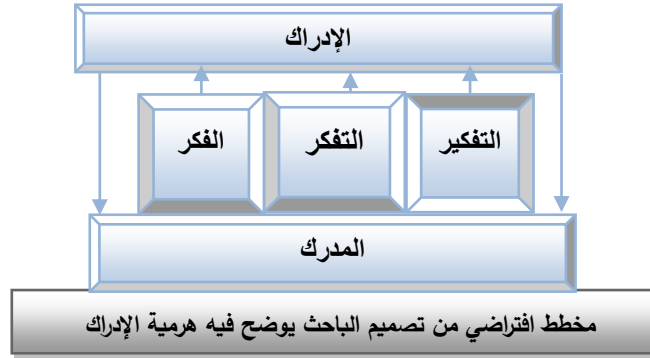 الإدراك
التفكير
التفكر
الفكر
المدرك
مخطط افتراضي من تصميم الباحث يوضح فيه هرمية الإدراك